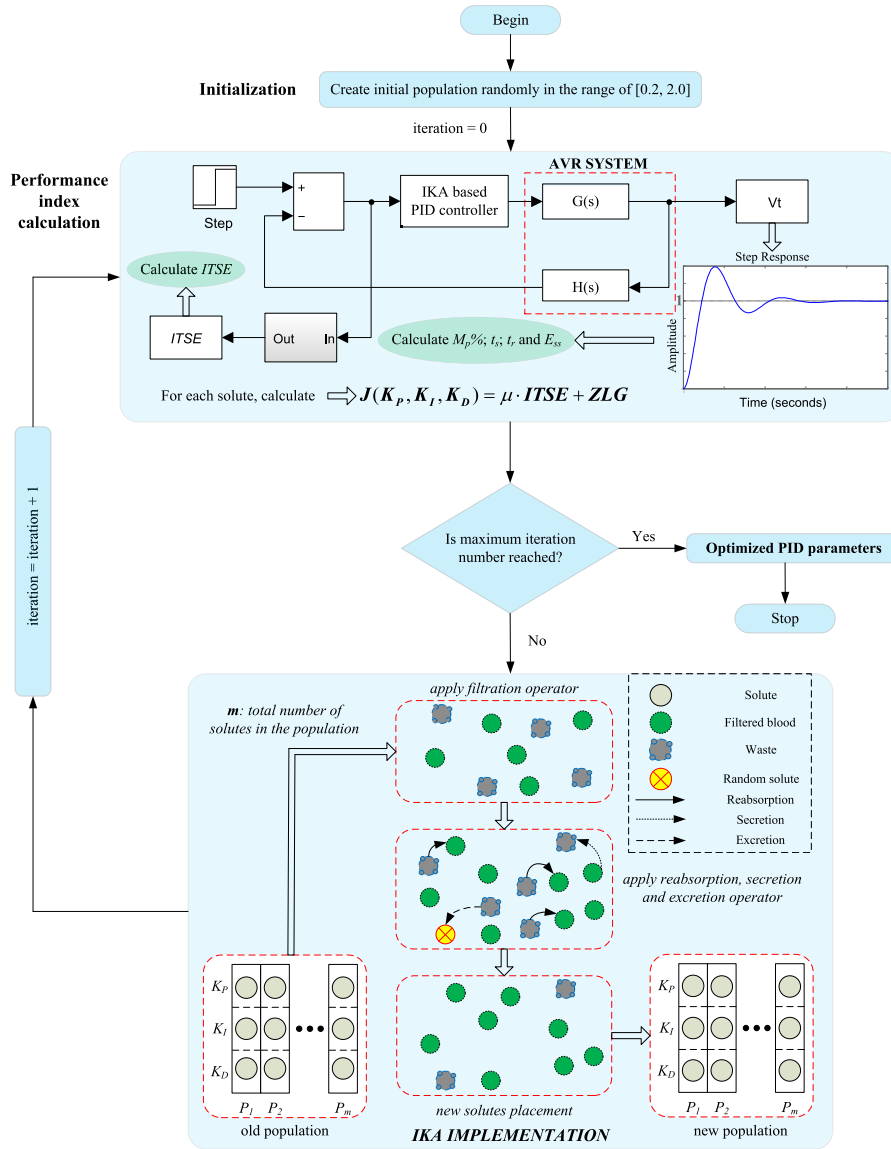 Begin
Initialization
Create initial population randomly in the range of [0.2, 2.0]
iteration = 0
Performance
index
calculation
AVR SYSTEM
Step
+
−
IKA based
PID controller
G(s)
Vt
H(s)
Step Response
Calculate ITSE
ITSE
Out
In
Calculate Mp%; ts; tr and Ess
Amplitude
1
Time (seconds)
For each solute, calculate
J(KP, KI, KD) = μ· ITSE + ZLG
iteration = iteration + 1
Is maximum iteration
number reached?
Yes
Optimized PID parameters
Stop
No
apply filtration operator
m: total number of
solutes in the population
Solute
Filtered blood
Waste
Random solute
Reabsorption
Secretion
Excretion
apply reabsorption, secretion
and excretion operator
KP
KI
KD
P1
P2
Pm
old population
new solutes placement
IKA IMPLEMENTATION
KP
KI
KD
P1
P2
Pm
new population